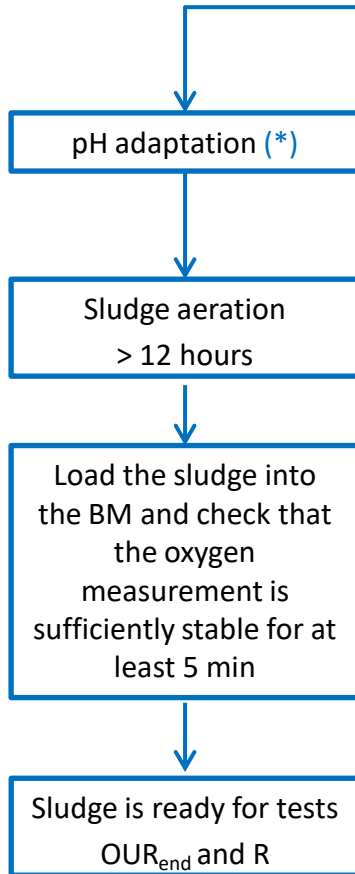 pH adaptation (*)
Sludge aeration
> 12 hours
Load the sludge into
the BM and check that
the oxygen
measurement is
sufficiently stable for at
least 5 min
Sludge is ready for tests
OURend and R